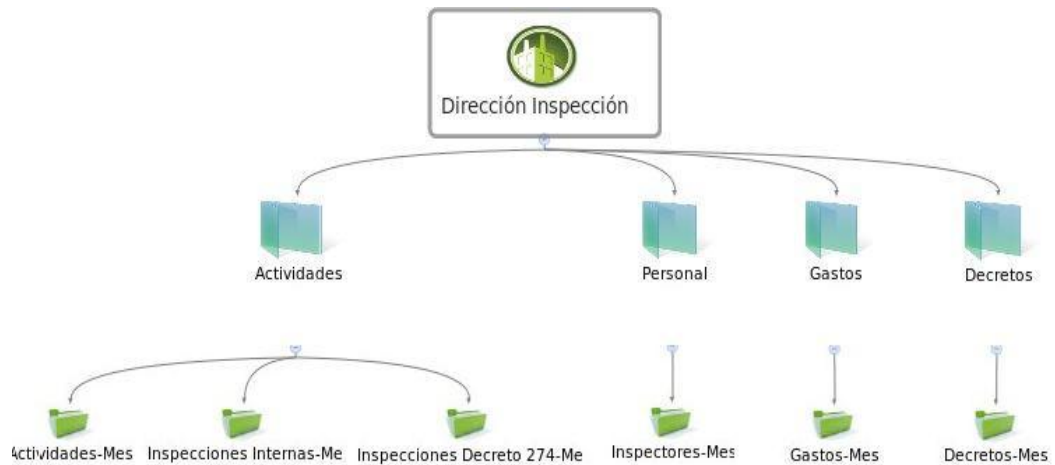 Dirección Inspección
Actividades
Personal
Gastos
Decretos
Actividades-Mes
Inspecciones Internas-Me
Inspecciones Decreto 274-Me
Inspectores-Mes
Gastos-Mes
Decretos-Mes